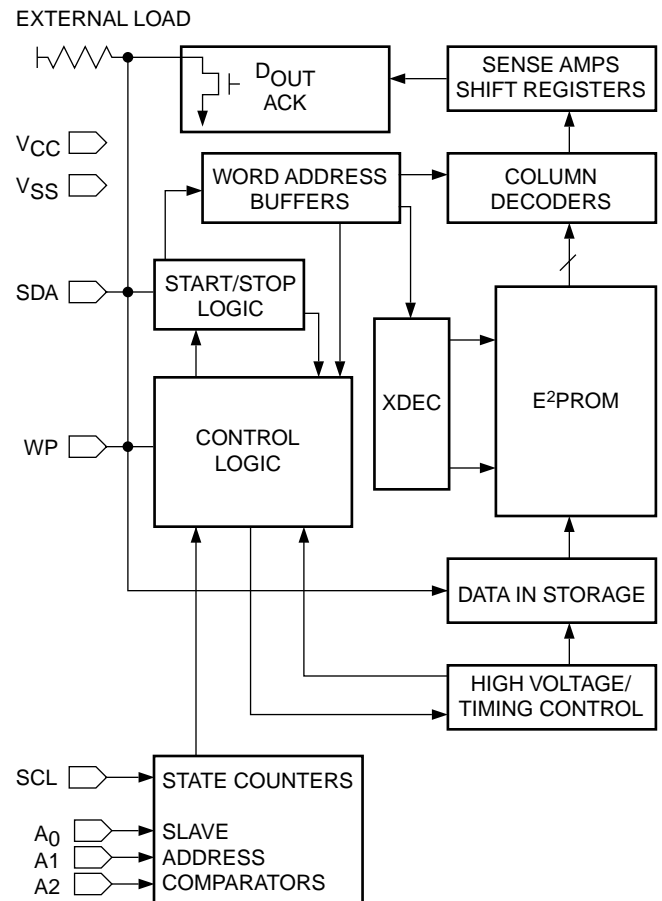 EXTERNAL LOAD
DOUT
ACK
SENSE AMPS
SHIFT REGISTERS
VCC
VSS
WORD ADDRESS
BUFFERS
COLUMN
DECODERS
SDA
START/STOP
LOGIC
XDEC
E²PROM
WP
CONTROL
LOGIC
DATA IN STORAGE
HIGH VOLTAGE/
TIMING CONTROL
SCL
STATE COUNTERS
A0
SLAVE
A1
ADDRESS
A2
COMPARATORS